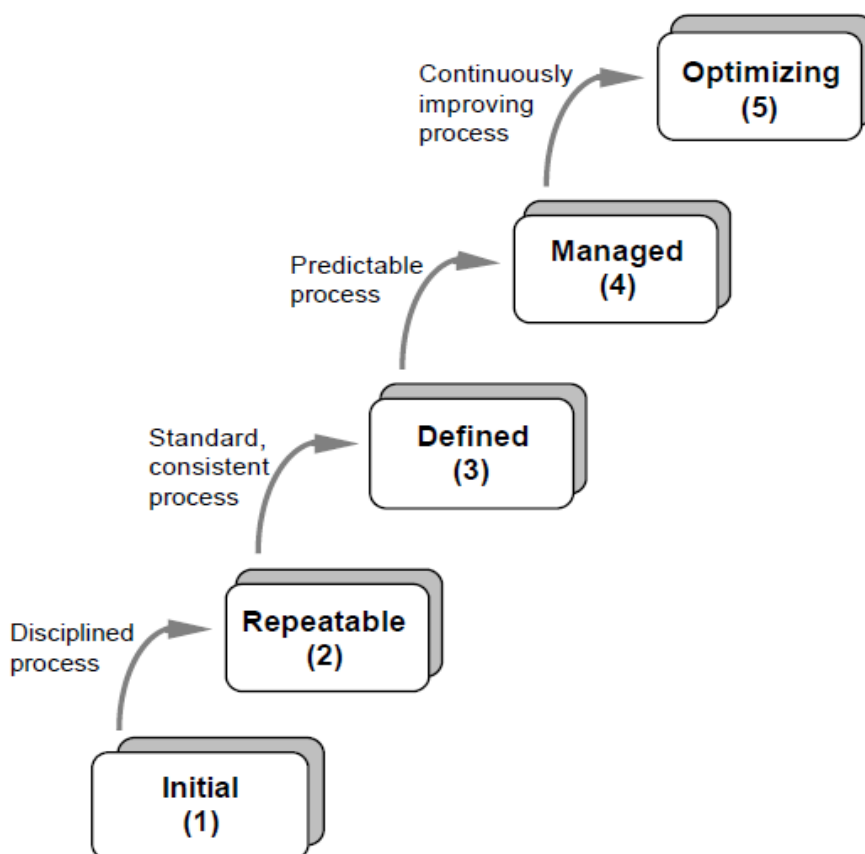 Continuously
improving
process
Optimizing
(5)
Predictable
process
Managed
(4)
Standard,
consistent
process
Defined
(3)
Disciplined
process
Repeatable
(2)
Initial
(1)